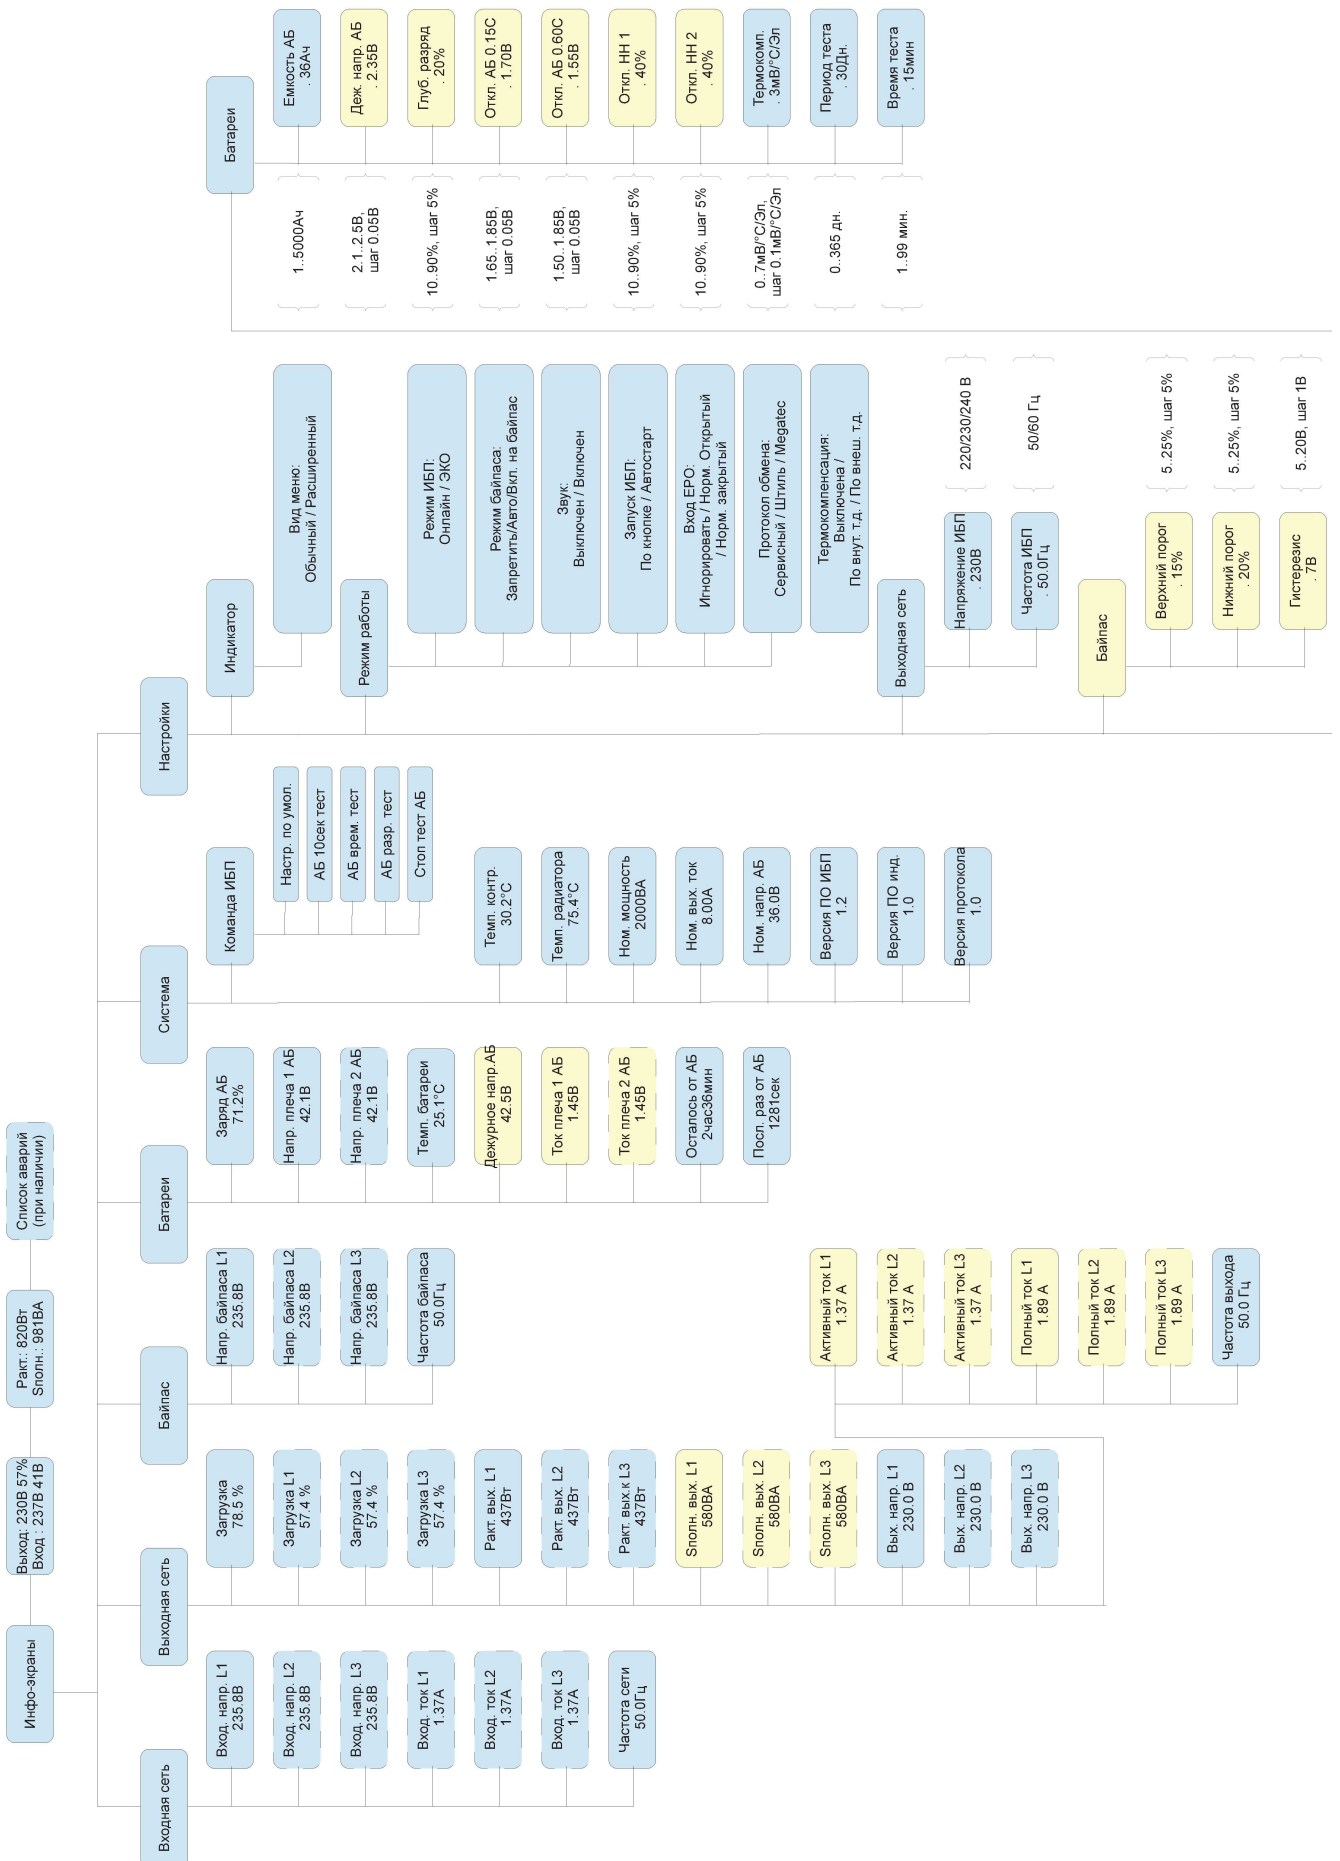 Инфо-экраны
Выход: 230В 57%
Вход : 237В 41В
Ракт.: 820Вт
Sполн.: 981ВА
Список аварий
(при наличии)
Входная сеть
Вход. напр. L1
235.8В
Вход. напр. L2
235.8В
Вход. напр. L3
235.8В
Вход. ток L1
1.37А
Вход. ток L2
1.37А
Вход. ток L3
1.37А
Частота сети
50.0Гц
Выходная сеть
Загрузка
78.5 %
Загрузка L1
57.4 %
Загрузка L2
57.4 %
Загрузка L3
57.4 %
Ракт. вых. L1
437Вт
Ракт. вых. L2
437Вт
Ракт. вых.к L3
437Вт
Sполн. вых. L1
580ВА
Sполн. вых. L2
580ВА
Sполн. вых. L3
580ВА
Вых. напр. L1
230.0 В
Вых. напр. L2
230.0 В
Вых. напр. L3
230.0 В
Активный ток L1
1.37 А
Активный ток L2
1.37 А
Активный ток L3
1.37 А
Полный ток L1
1.89 А
Полный ток L2
1.89 А
Полный ток L3
1.89 А
Частота выхода
50.0 Гц
Байпас
Напр. байпаса L1
235.8В
Напр. байпаса L2
235.8В
Напр. байпаса L3
235.8В
Частота байпаса
50.0Гц
Батареи
Заряд АБ
71.2%
Напр. плеча 1 АБ
42.1В
Напр. плеча 2 АБ
42.1В
Темп. батареи
25.1°С
Дежурное напр.АБ
42.5В
Ток плеча 1 АБ
1.45В
Ток плеча 2 АБ
1.45В
Осталось от АБ
2час36мин
Посл. раз от АБ
1281сек
Система
Команда ИБП
Настр. по умол.
АБ 10сек тест
АБ врем. тест
АБ разр. тест
Стоп тест АБ
Темп. контр.
30.2°С
Темп. радиатора
75.4°С
Ном. мощность
2000ВА
Ном. вых. ток
8.00А
Ном. напр. АБ
36.0В
Версия ПО ИБП
1.2
Версия ПО инд.
1.0
Версия протокола
1.0
Настройки
Индикатор
Вид меню:
Обычный / Расширенный
Режим работы
Режим ИБП:
Онлайн / ЭКО
Режим байпаса:
Запретить/Авто/Вкл. на байпас
Звук:
Выключен / Включен
Запуск ИБП:
По кнопке / Автостарт
Вход EPO:
Игнорировать / Норм. Открытый
/ Норм. закрытый
Протокол обмена:
Сервисный / Штиль / Megatec
Термокомпенсация:
Выключена /
По внут. т.д. / По внеш. т.д.
Выходная сеть
Напряжение ИБП
. 230В
220/230/240 В
Частота ИБП
. 50.0Гц
50/60 Гц
Байпас
Верхний порог
. 15%
5..25%, шаг 5%
Нижний порог
. 20%
5..25%, шаг 5%
Гистерезис
. 7В
5..20В, шаг 1В
Батареи
1..5000Ач
Емкость АБ
. 36Ач
2.1..2.5В,
шаг 0.05В
Деж. напр. АБ
. 2.35В
10..90%, шаг 5%
Глуб. разряд
. 20%
1.65..1.85В,
шаг 0.05В
Откл. АБ 0.15С
. 1.70В
1.50..1.85В,
шаг 0.05В
Откл. АБ 0.60С
. 1.55В
10..90%, шаг 5%
Откл. НН 1
. 40%
10..90%, шаг 5%
Откл. НН 2
. 40%
0..7мВ/°С/Эл,
шаг 0.1мВ/°С/Эл
Термокомп.
. 3мВ/°С/Эл
0..365 дн.
Период теста
. 30Дн.
1..99 мин.
Время теста
. 15мин